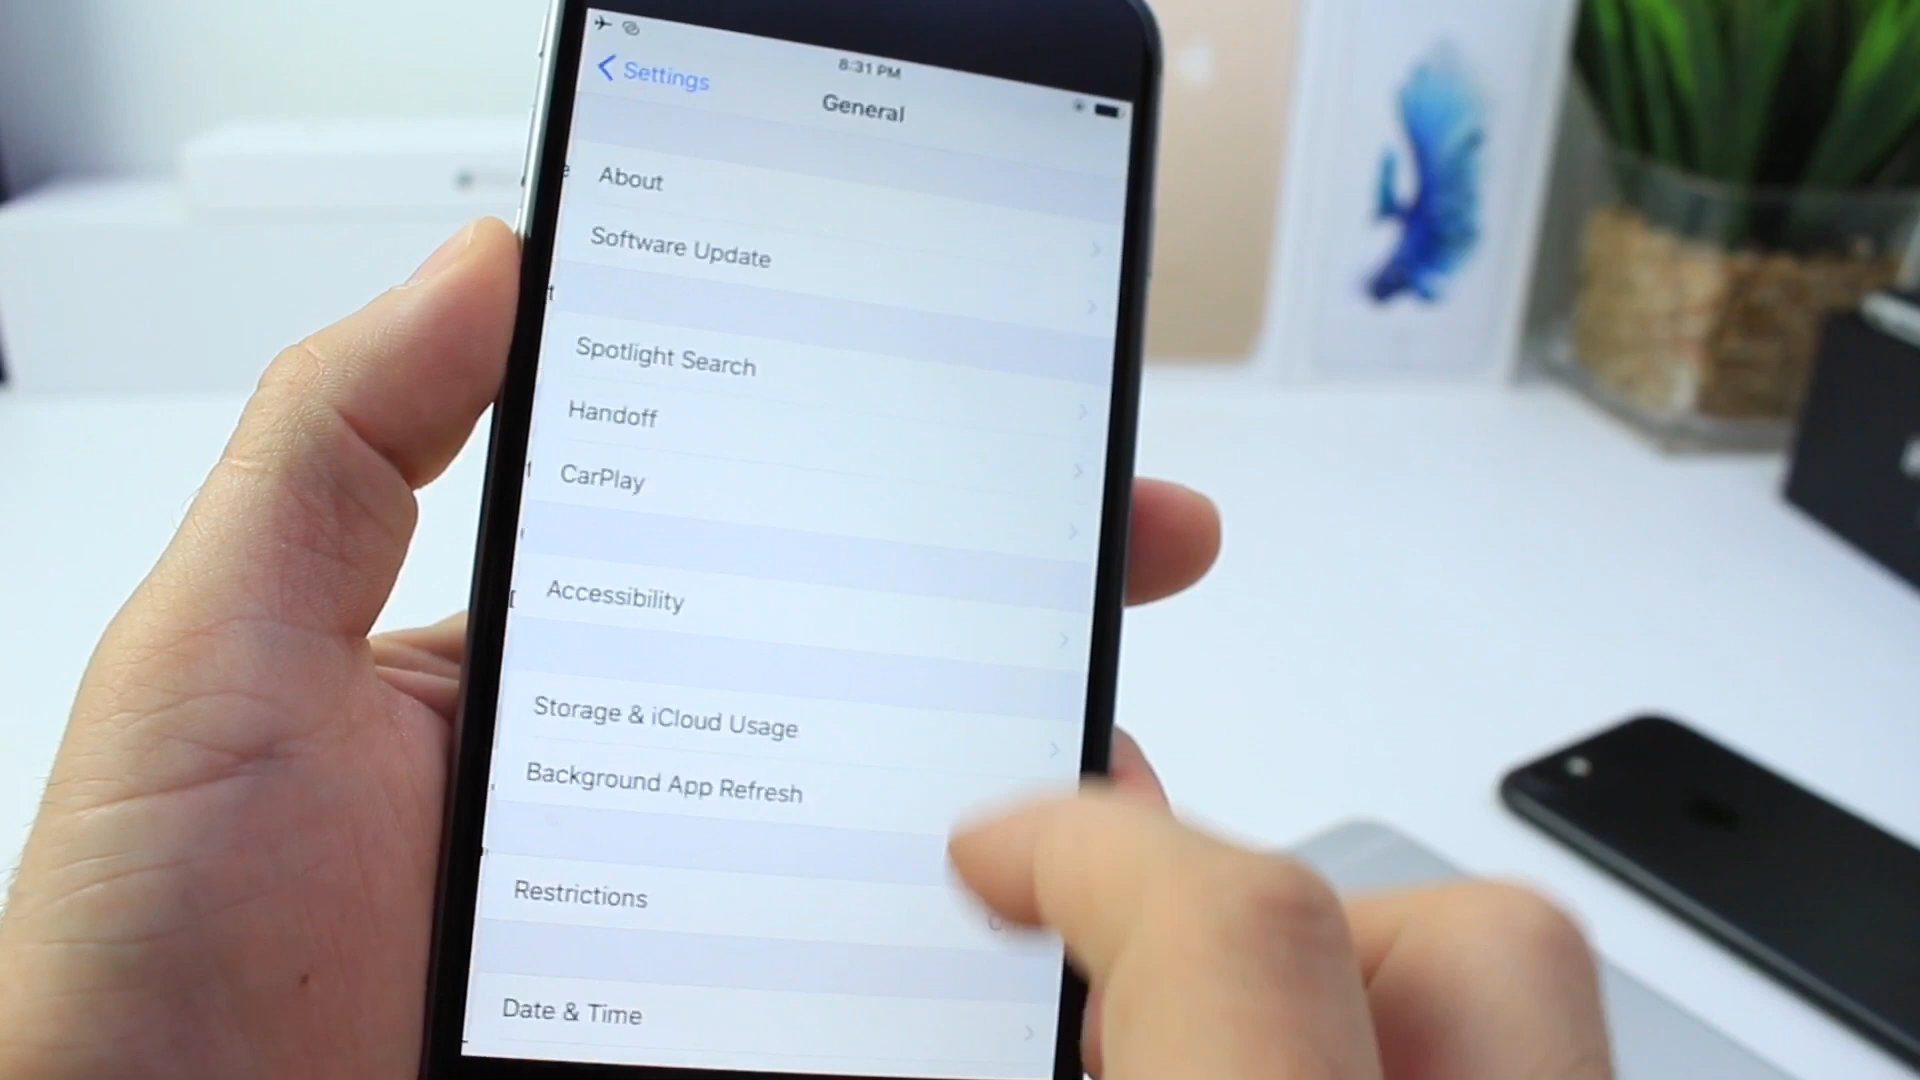 8:31 PM
Settings
General
About
Software Update
Spotlight Search
Handoff
CarPlay
Accessibility
Storage & iCloud Usage
Background App Refresh
Restrictions
Date & Time